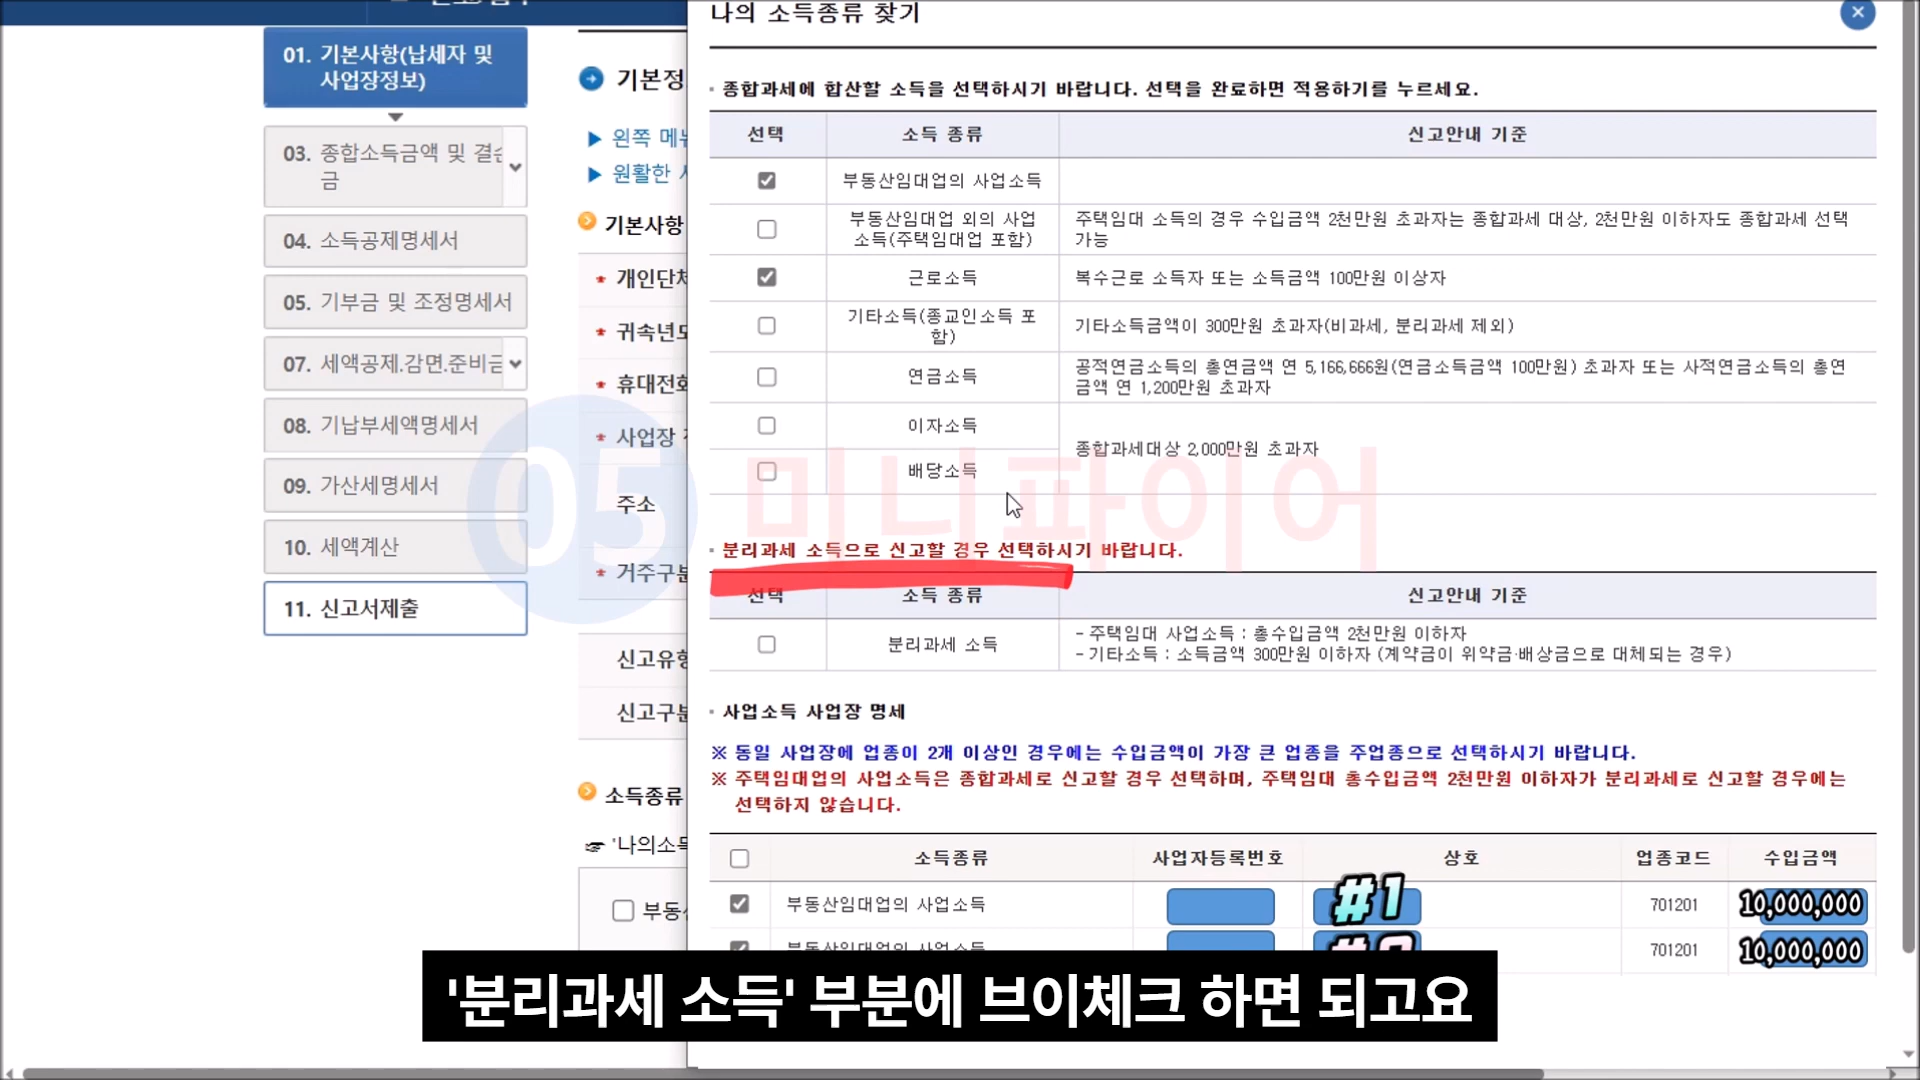 나의 소득종류 찾기
01. 기본사항(납세자 및
사업장정보)
03. 종합소득금액 및 결손
금
04. 소득공제명세서
05. 기부금 및 조정명세서
07. 세액공제.감면.준비금
08. 기납부세액명세서
09. 가산세명세서
10. 세액계산
11. 신고서제출
기본정
왼쪽 메뉴
원활한
기본사항
* 개인단체
* 귀속년도
* 휴대전화
* 사업장
주소
* 거주구분
신고유형
신고구분
소득종류
☞ '나의소득
부동산
· 종합과세에 합산할 소득을 선택하시기 바랍니다. 선택을 완료하면 적용하기를 누르세요.
선택 소득 종류 신고안내 기준
부동산임대업의 사업소득
부동산임대업 외의 사업 주택임대 소득의 경우 수입금액 2천만원 초과자는 종합과세 대상, 2천만원 이하자도 종합과세 선택
소득(주택임대업 포함) 가능
근로소득 복수근로 소득자 또는 소득금액 100만원 이상자
기타소득(종교인소득 포
함) 기타소득금액이 300만원 초과자(비과세, 분리과세 제외)
연금소득 공적연금소득의 총연금액 연 5,166,666원(연금소득금액 100만원) 초과자 또는 사적연금소득의 총연
금액 연 1,200만원 초과자
이자소득
종합과세대상 2,000만원 초과자
배당소득
05 미니파이어
· 분리과세 소득으로 신고할 경우 선택하시기 바랍니다.
선택 소득 종류 신고안내 기준
분리과세 소득 - 주택임대 사업소득 : 총수입금액 2천만원 이하자
- 기타소득 : 소득금액 300만원 이하자 (계약금이 위약금·배상금으로 대체되는 경우)
· 사업소득 사업장 명세
※ 동일 사업장에 업종이 2개 이상인 경우에는 수입금액이 가장 큰 업종을 주업종으로 선택하시기 바랍니다.
※ 주택임대업의 사업소득은 종합과세로 신고할 경우 선택하며, 주택임대 총수입금액 2천만원 이하자가 분리과세로 신고할 경우에는
선택하지 않습니다.
소득종류 사업자등록번호 상호 업종코드 수입금액
부동산임대업의 사업소득 #1 701201 10,000,000
부동산임대업의 사업소득 701201 10,000,000
'분리과세 소득' 부분에 브이체크 하면 되고요